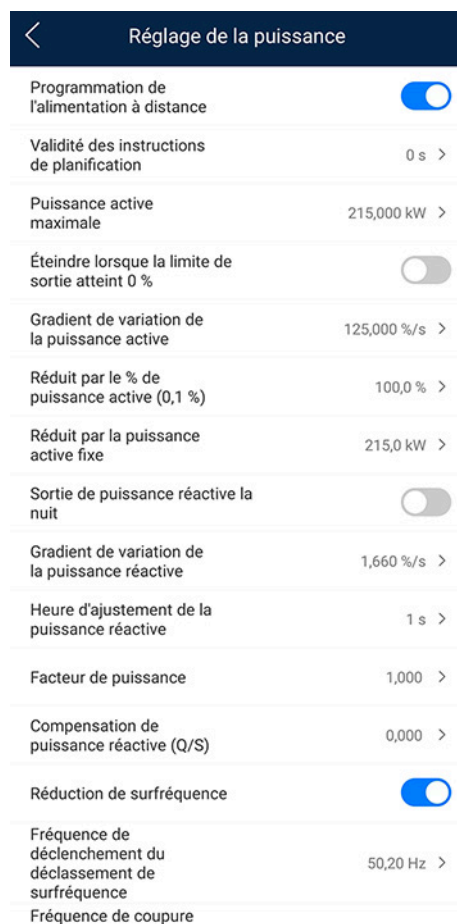 Réglage de la puissance
Programmation de
l'alimentation à distance
Validité des instructions
de planification
0 s
Puissance active
maximale
215,000 kW
Éteindre lorsque la limite de
sortie atteint 0 %
Gradient de variation de
la puissance active
125,000 %/s
Réduit par le % de
puissance active (0,1 %)
100,0 %
Réduit par la puissance
active fixe
215,0 kW
Sortie de puissance réactive la
nuit
Gradient de variation de
la puissance réactive
1,660 %/s
Heure d'ajustement de la
puissance réactive
1 s
Facteur de puissance
1,000
Compensation de
puissance réactive (Q/S)
0,000
Réduction de surfréquence
Fréquence de
déclenchement du
déclassement de
surfréquence
50,20 Hz
Fréquence de coupure